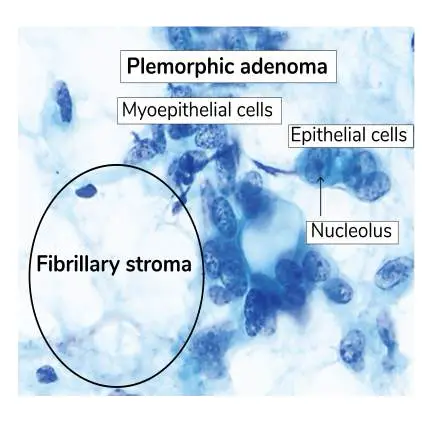 Plemorphic adenoma
Myoepithelial cells
Epithelial cells
Nucleolus
Fibrillary stroma